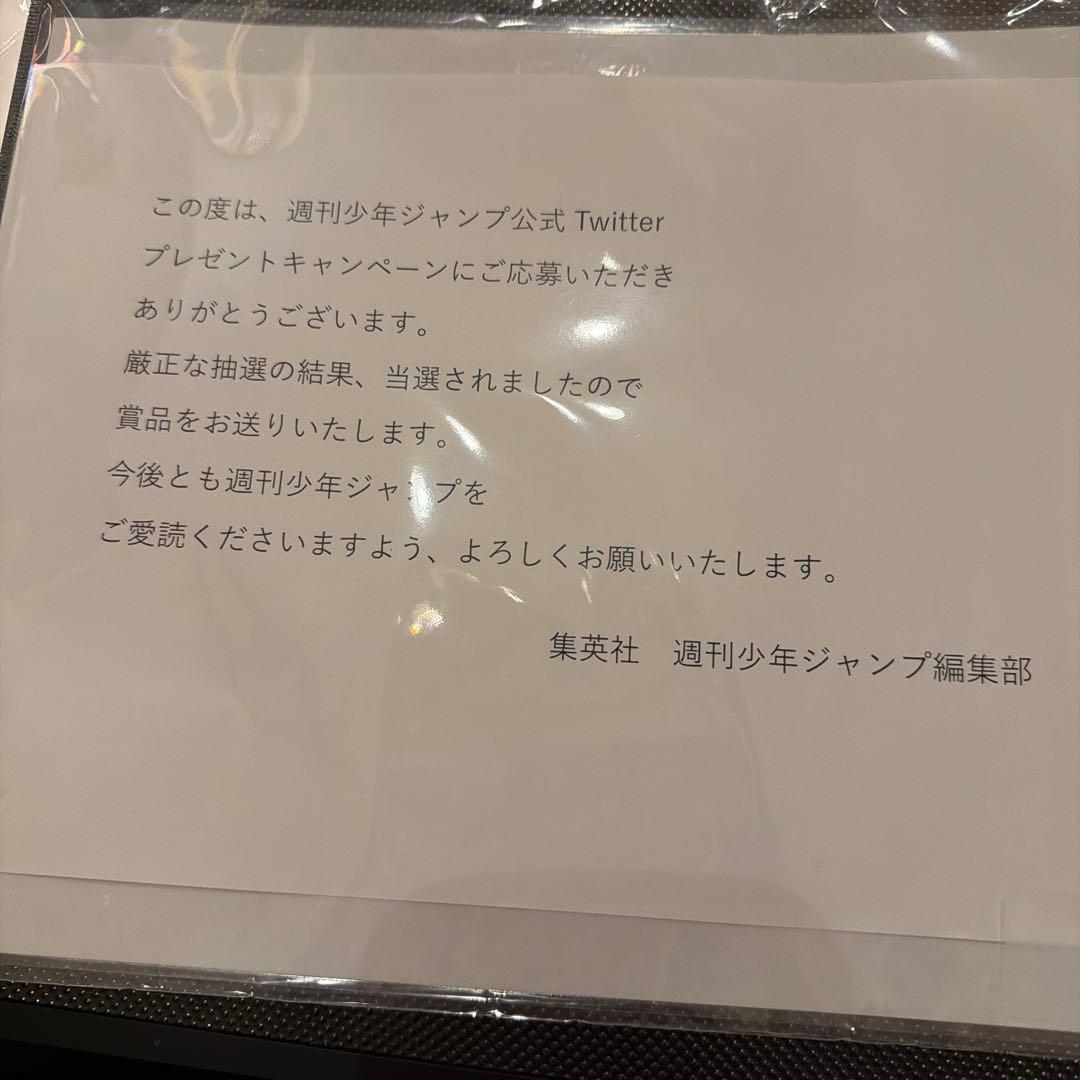 この度は、週刊少年ジャンプ公式 Twitter
プレゼントキャンペーンにご応募いただき
ありがとうございます。
厳正な抽選の結果、当選されましたので
賞品をお送りいたします。
今後とも週刊少年ジャンプを
ご愛読くださいますよう、よろしくお願いいたします。
集英社　週刊少年ジャンプ編集部